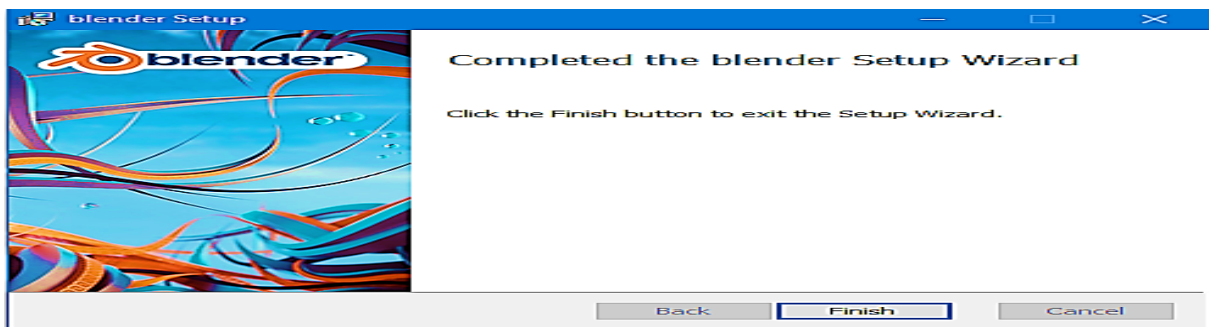 blender Setup
blender
Completed the blender Setup Wizard
Click the Finish button to exit the Setup Wizard.
Back
Finish
Cancel